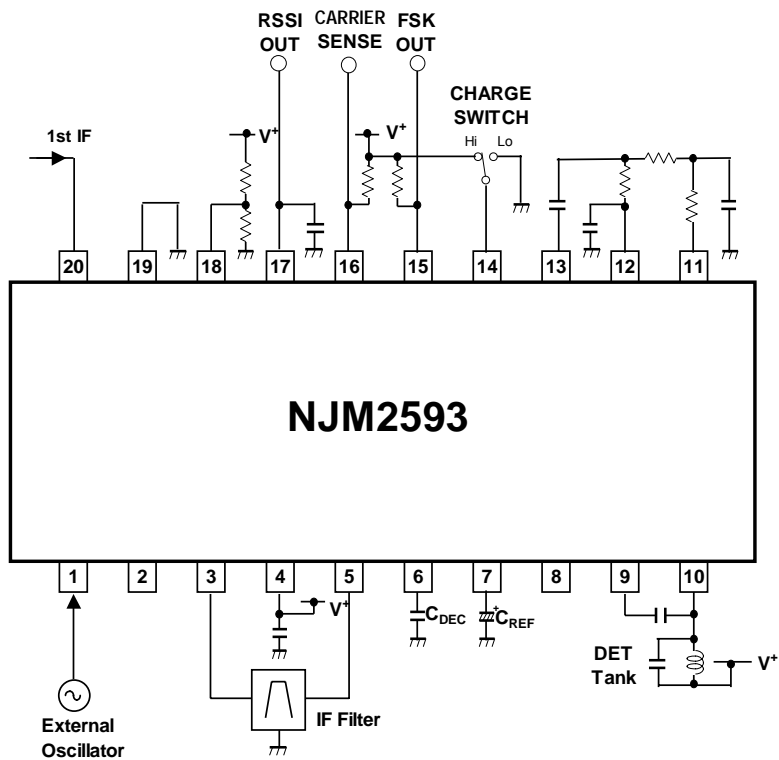 RSSI
OUT
CARRIER
SENSE
FSK
OUT
CHARGE
SWITCH
1st IF
V+
V+
Hi
Lo
20
19
18
17
16
15
14
13
12
11
NJM2593
1
2
3
4
5
6
7
8
9
10
V+
CDEC
+
CREF
DET
Tank
V+
IF Filter
External
Oscillator